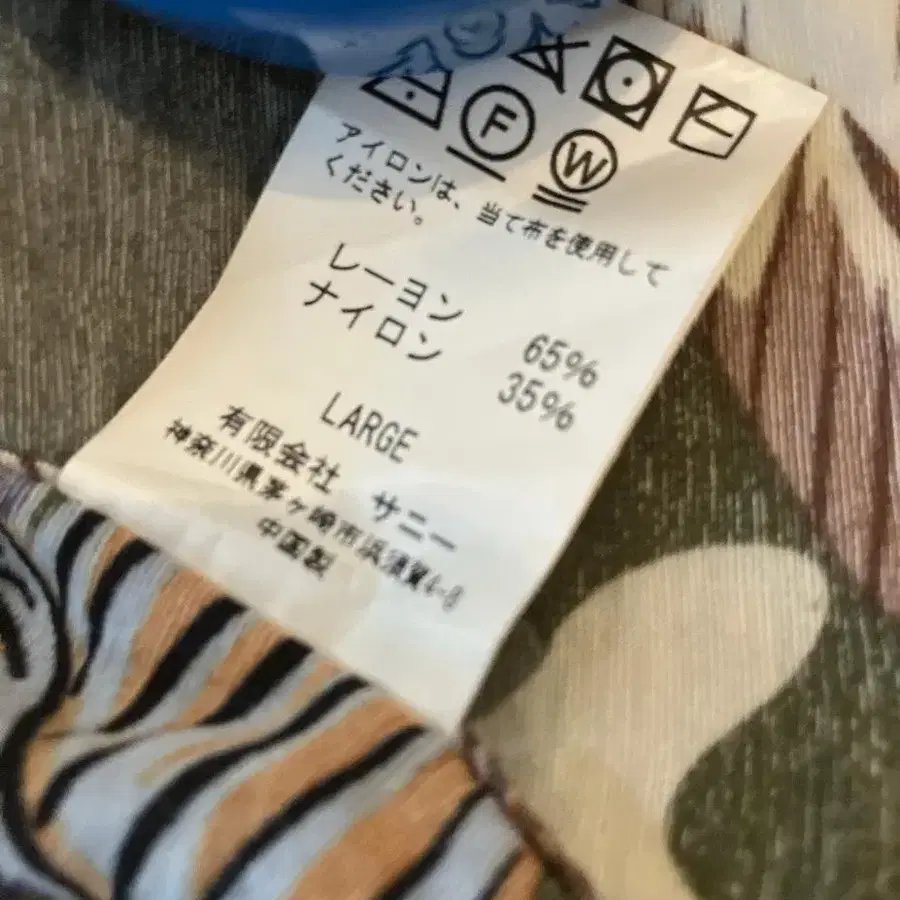 F
W
アイロンは、当て布を使用して
ください。
レーヨン 65%
ナイロン 35%
LARGE
有限会社 サニー
神奈川県茅ヶ崎市浜須賀4-8
中国製